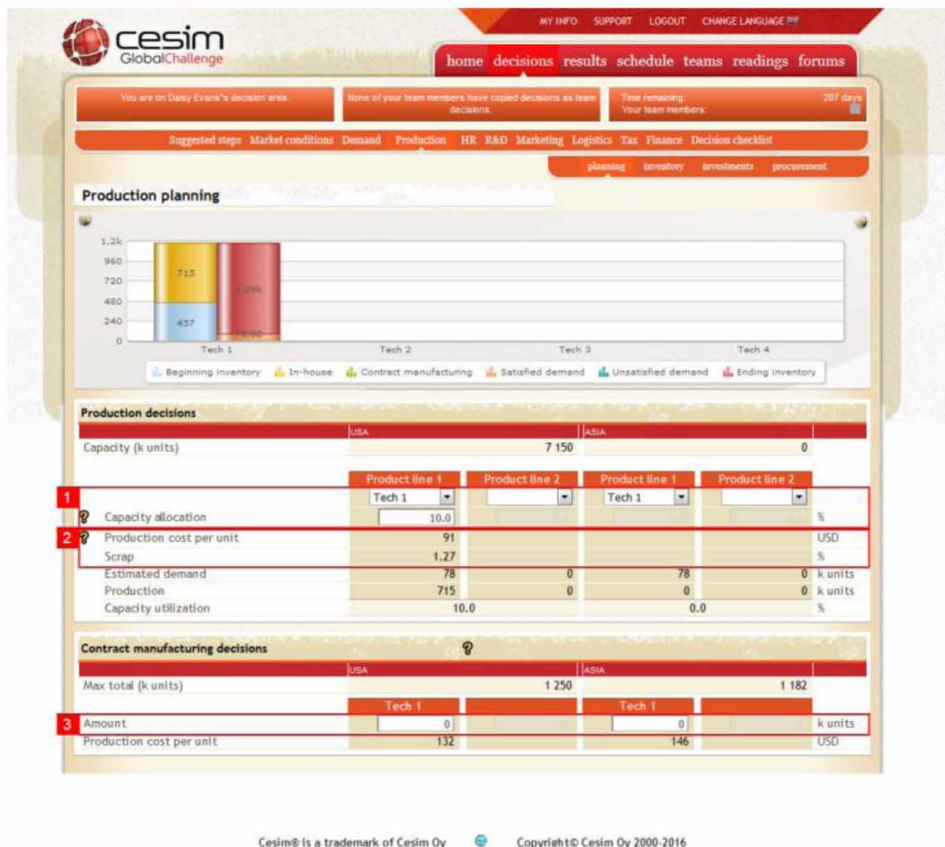 MY INFO SUPPORT LOGOUT CHANGE LANGUAGE
cesim
GlobalChallenge
home decisions results schedule teams readings forums
You are on Daisy Evans"s decision area.
None of your team members have copied decisions as team decisions.
Time remaining: 207 days
Your team members:
Suggested steps Market conditions Demand Production HR R&D Marketing Logistics Tax Finance Decision checklist
planning inventory investments procurement
Production planning
1,2k
960
720
480
240
0
715
457
1,09k
78,00
Tech 1 Tech 2 Tech 3 Tech 4
Beginning inventory In-house Contract manufacturing Satisfied demand Unsatisfied demand Ending inventory
Production decisions
USA ASIA
Capacity (k units) 7 150 0
Product line 1 Product line 2 Product line 1 Product line 2
1 Tech 1 Tech 1
? Capacity allocation 10.0 %
2 ? Production cost per unit 91 USD
Scrap 1.27 %
Estimated demand 78 0 78 0 k units
Production 715 0 0 0 k units
Capacity utilization 10.0 0.0 %
Contract manufacturing decisions ?
USA ASIA
Max total (k units) 1 250 1 182
Tech 1 Tech 1
3 Amount 0 0 k units
Production cost per unit 132 146 USD
Cesim® is a trademark of Cesim Oy Copyright© Cesim Oy 2000-2016